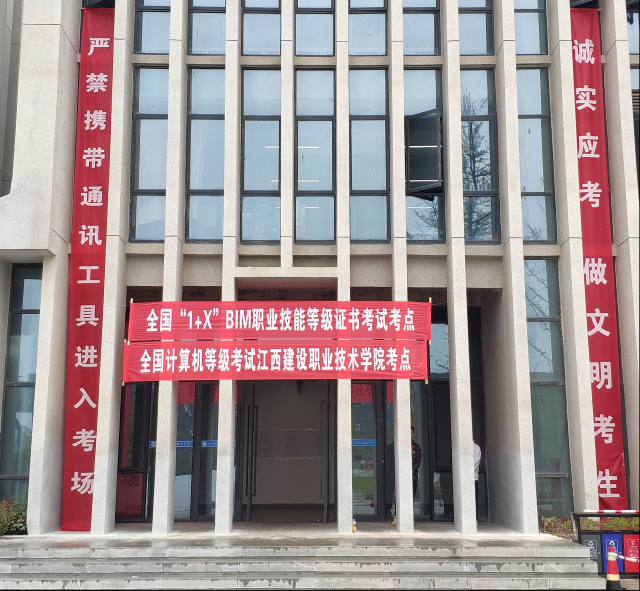 严禁携带通讯工具进入考场
全国“1+X”BIM职业技能等级证书考试考点
全国计算机等级考试江西建设职业技术学院考点
诚实应考 做文明考生